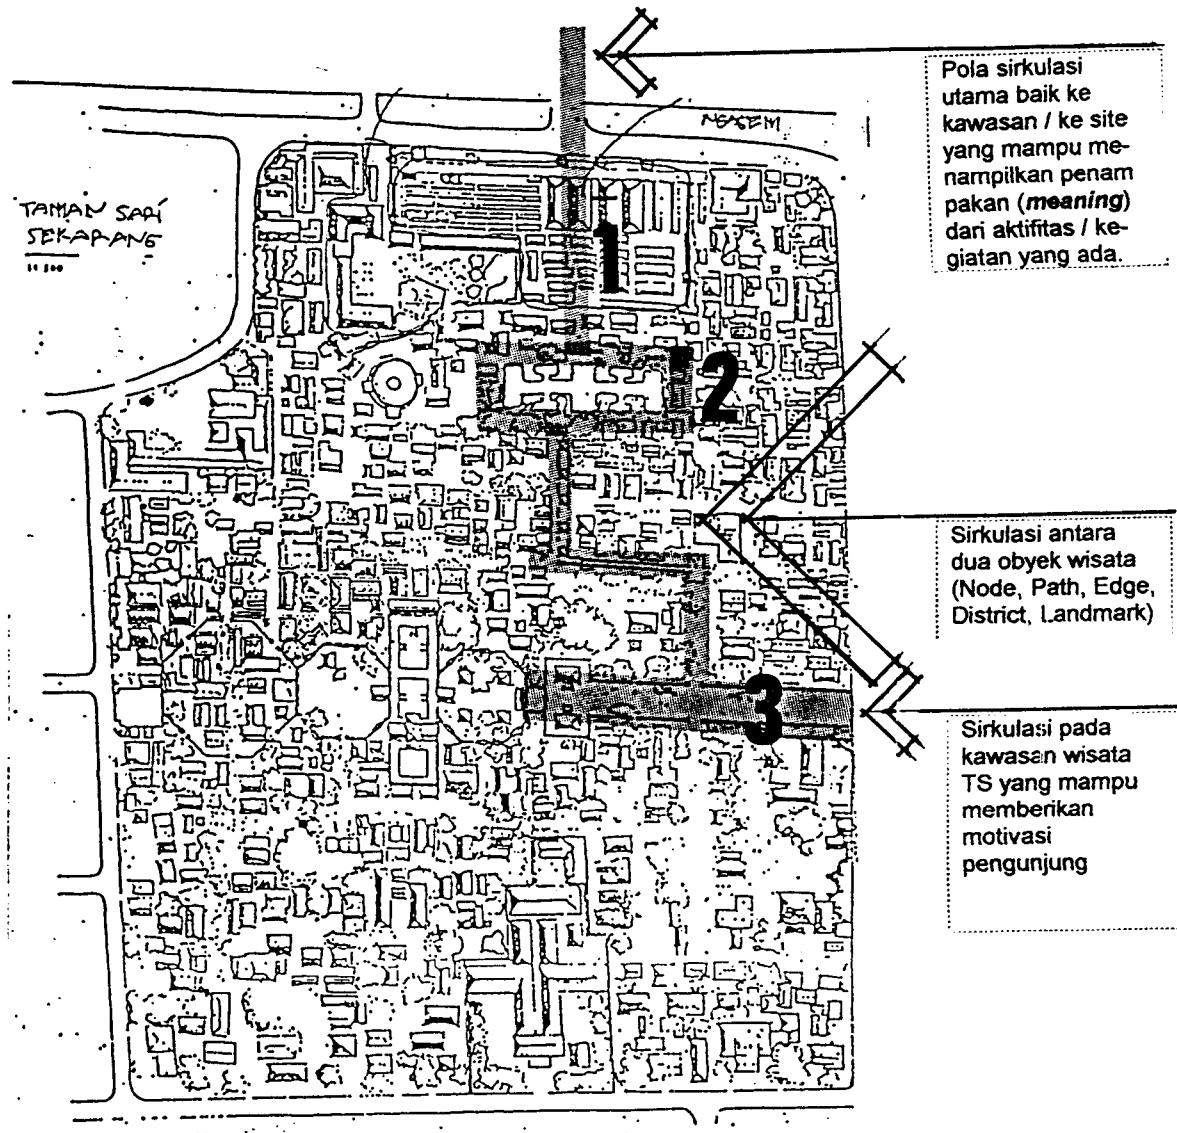 Pola sirkulasi
utama baik ke
kawasan / ke site
yang mampu me-
nampilkan penam
pakan (meaning)
dari aktifitas / ke-
giatan yang ada.
NGASEM
TAMAN SARI
SEKARANG
1
2
Sirkulasi antara
dua obyek wisata
(Node, Path, Edge,
District, Landmark)
3
Sirkulasi pada
kawasan wisata
TS yang mampu
memberikan
motivasi
pengunjung